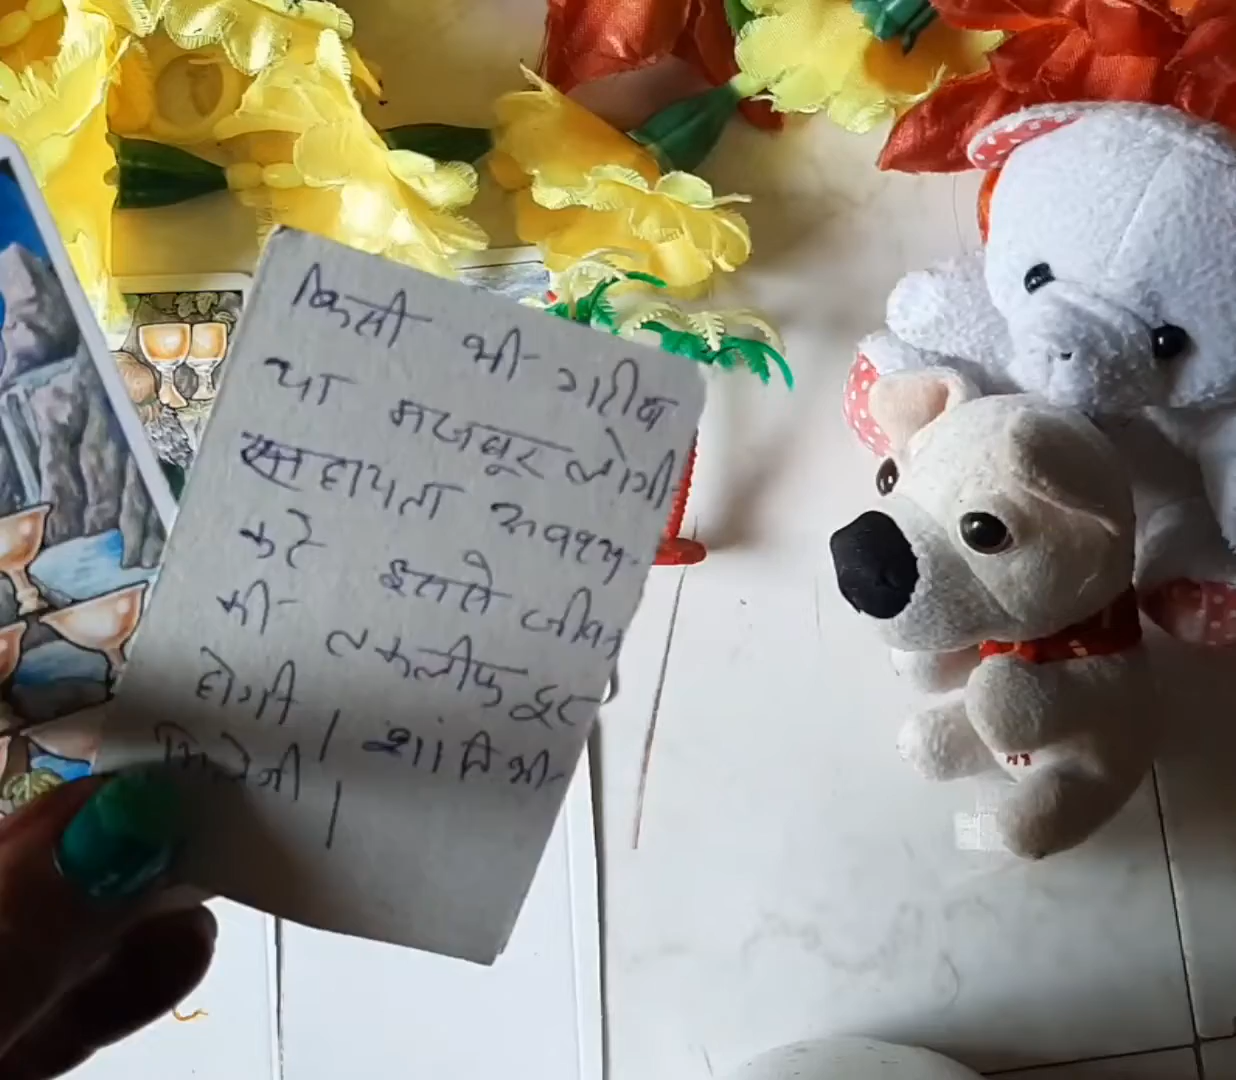 किसी भी गरीब
या मजबूर लोगो
सहायता अवश्य
करे इससे जीवन
की तकलीफ दूर
होगी । शांति भी
मिलेगी ।